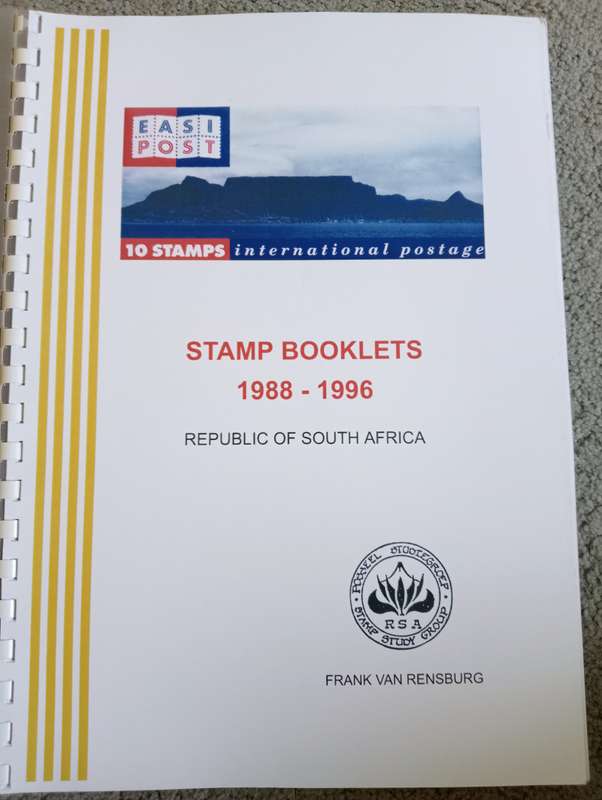 EASI
POST
10 STAMPS international postage
STAMP BOOKLETS
1988 - 1996
REPUBLIC OF SOUTH AFRICA
POSSEËL STUDIEGROEP
RSA
STAMP STUDY GROUP
FRANK VAN RENSBURG